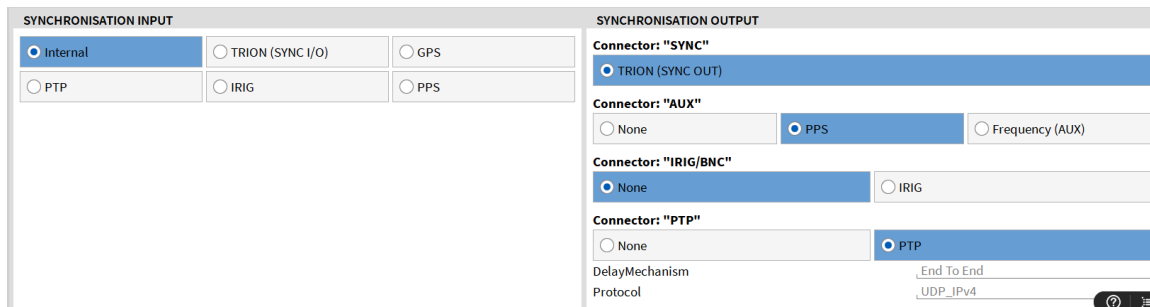 SYNCHRONISATION INPUT
Internal
TRION (SYNC I/O)
GPS
PTP
IRIG
PPS
SYNCHRONISATION OUTPUT
Connector: "SYNC"
TRION (SYNC OUT)
Connector: "AUX"
None
PPS
Frequency (AUX)
Connector: "IRIG/BNC"
None
IRIG
Connector: "PTP"
None
PTP
DelayMechanism
End To End
Protocol
UDP_IPv4